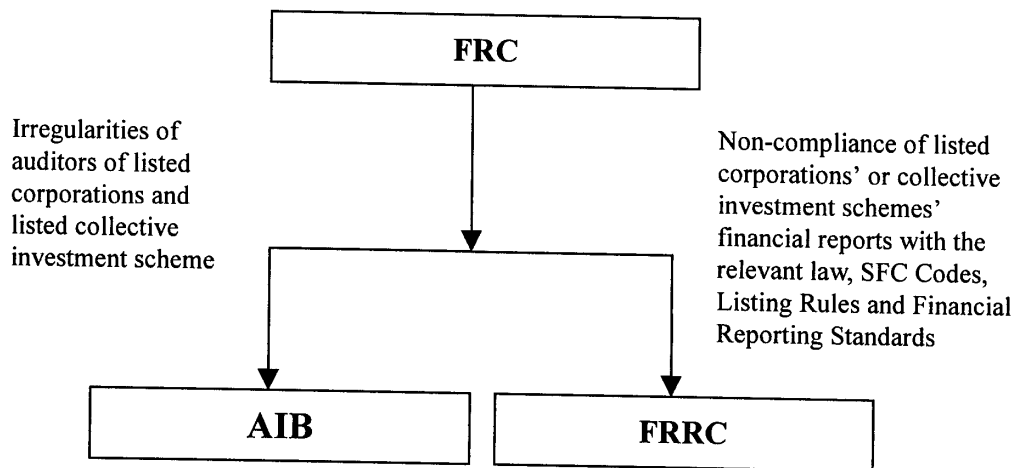 FRC
Irregularities of
auditors of listed
corporations and
listed collective
investment scheme
Non-compliance of listed
corporations’ or collective
investment schemes’
financial reports with the
relevant law, SFC Codes,
Listing Rules and Financial
Reporting Standards
AIB
FRRC